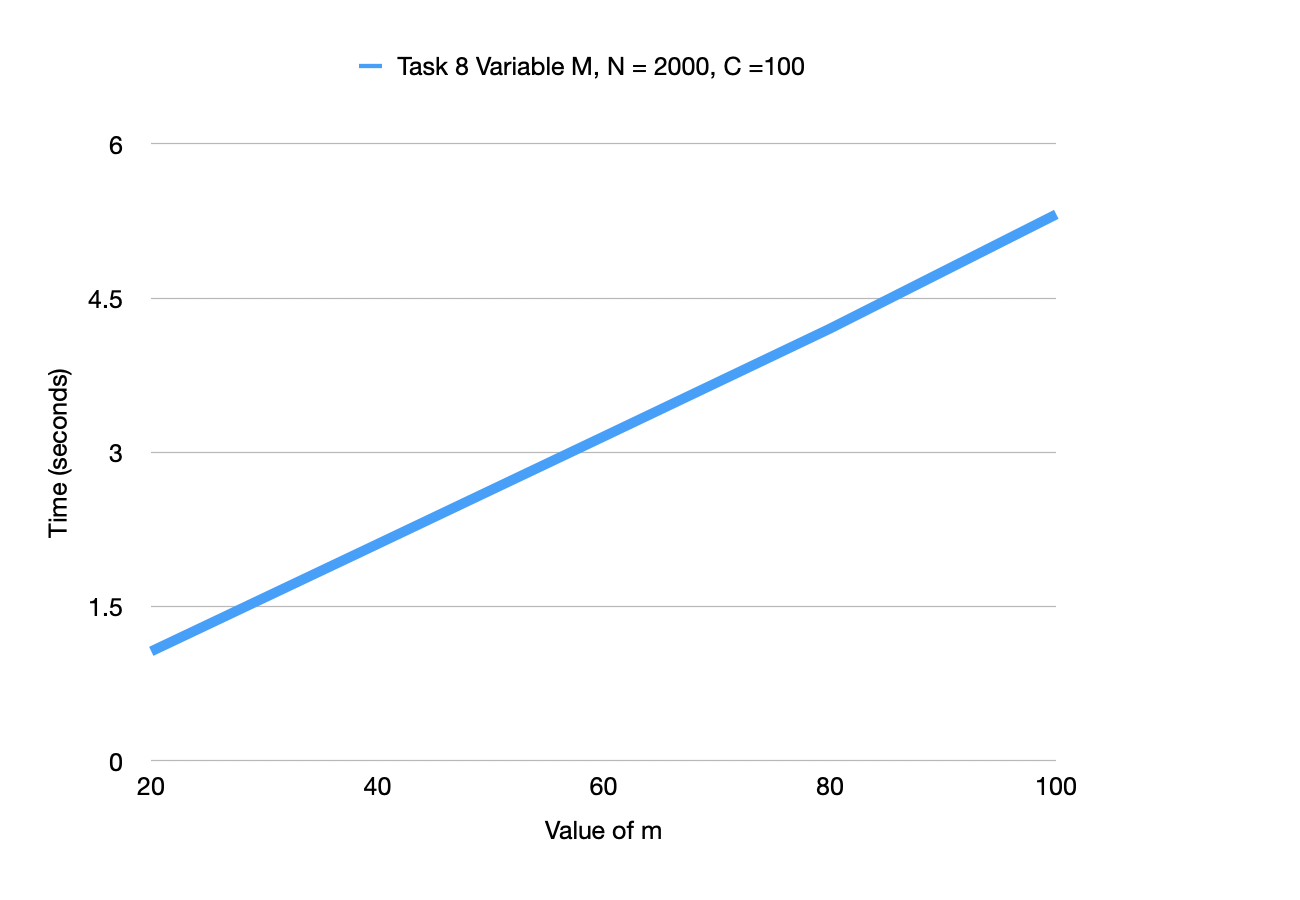 Task 8 Variable M, N = 2000, C =100
6
4.5
3
1.5
0
Time (seconds)
20 40 60 80 100
Value of m